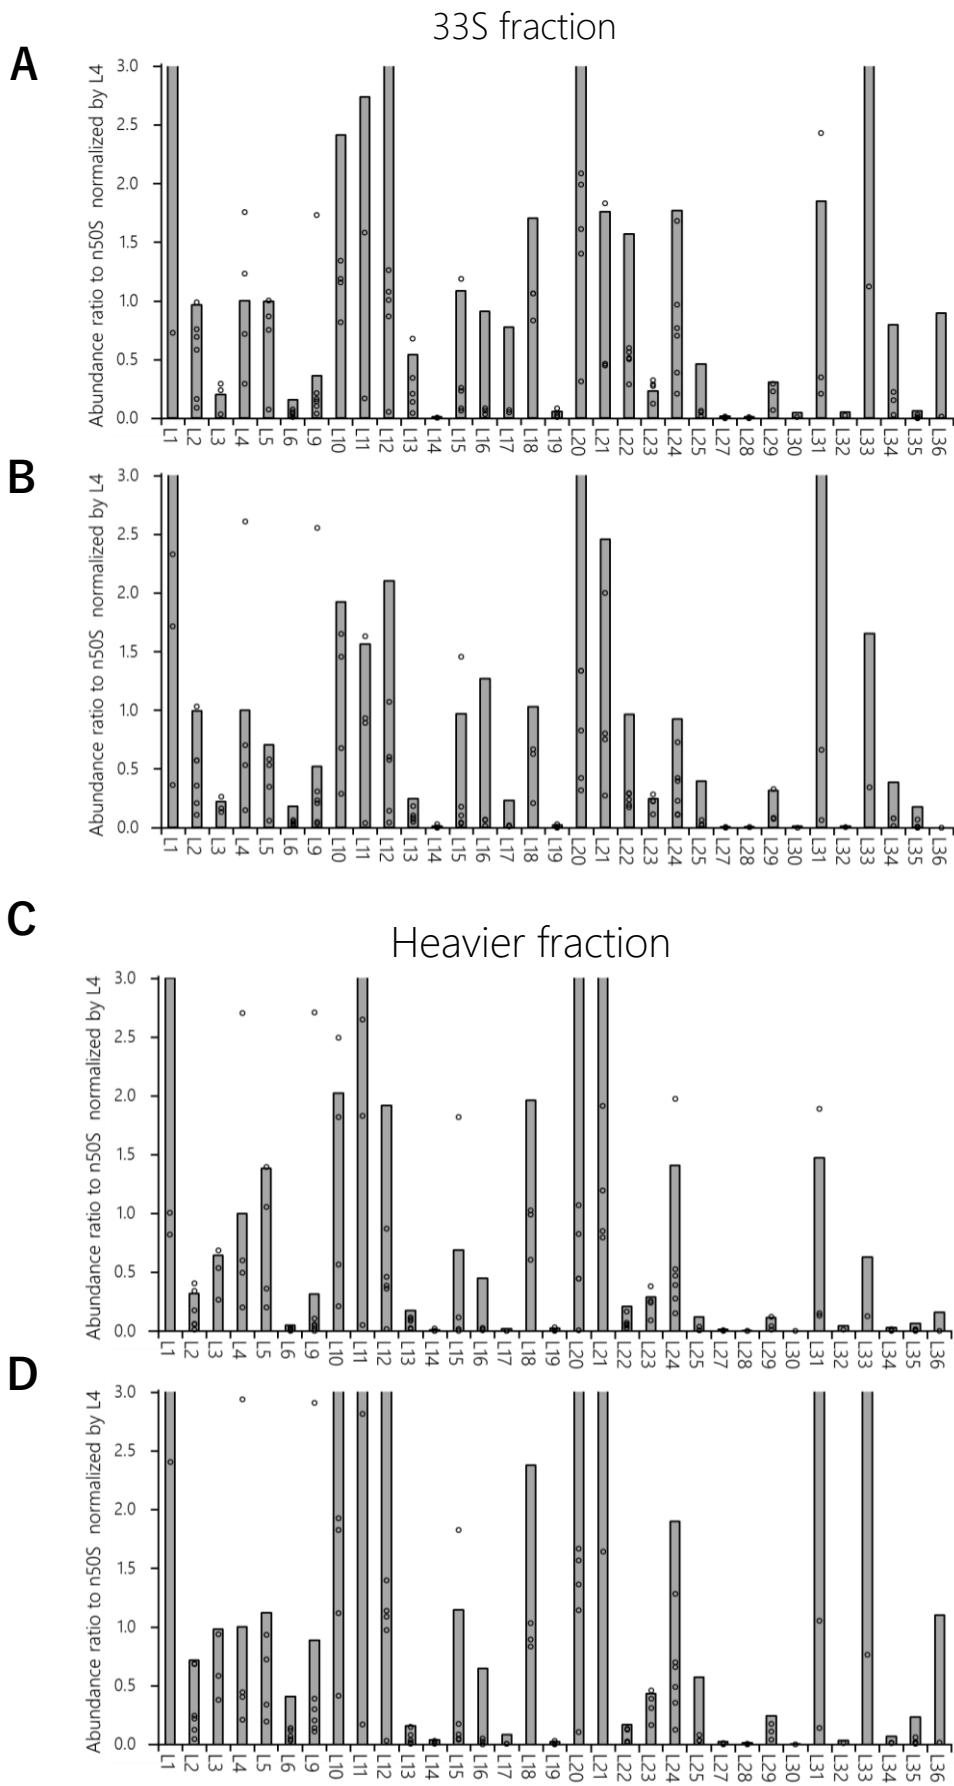 33S fraction
A
Abundance ratio to n50S normalized by L4
3.0
2.5
2.0
1.5
1.0
0.5
0.0
L1 L2 L3 L4 L5 L6 L9 L10 L11 L12 L13 L14 L15 L16 L17 L18 L19 L20 L21 L22 L23 L24 L25 L27 L28 L29 L30 L31 L32 L33 L34 L35 L36
B
Abundance ratio to n50S normalized by L4
3.0
2.5
2.0
1.5
1.0
0.5
0.0
L1 L2 L3 L4 L5 L6 L9 L10 L11 L12 L13 L14 L15 L16 L17 L18 L19 L20 L21 L22 L23 L24 L25 L27 L28 L29 L30 L31 L32 L33 L34 L35 L36
C
Heavier fraction
Abundance ratio to n50S normalized by L4
3.0
2.5
2.0
1.5
1.0
0.5
0.0
L1 L2 L3 L4 L5 L6 L9 L10 L11 L12 L13 L14 L15 L16 L17 L18 L19 L20 L21 L22 L23 L24 L25 L27 L28 L29 L30 L31 L32 L33 L34 L35 L36
D
Abundance ratio to n50S normalized by L4
3.0
2.5
2.0
1.5
1.0
0.5
0.0
L1 L2 L3 L4 L5 L6 L9 L10 L11 L12 L13 L14 L15 L16 L17 L18 L19 L20 L21 L22 L23 L24 L25 L27 L28 L29 L30 L31 L32 L33 L34 L35 L36